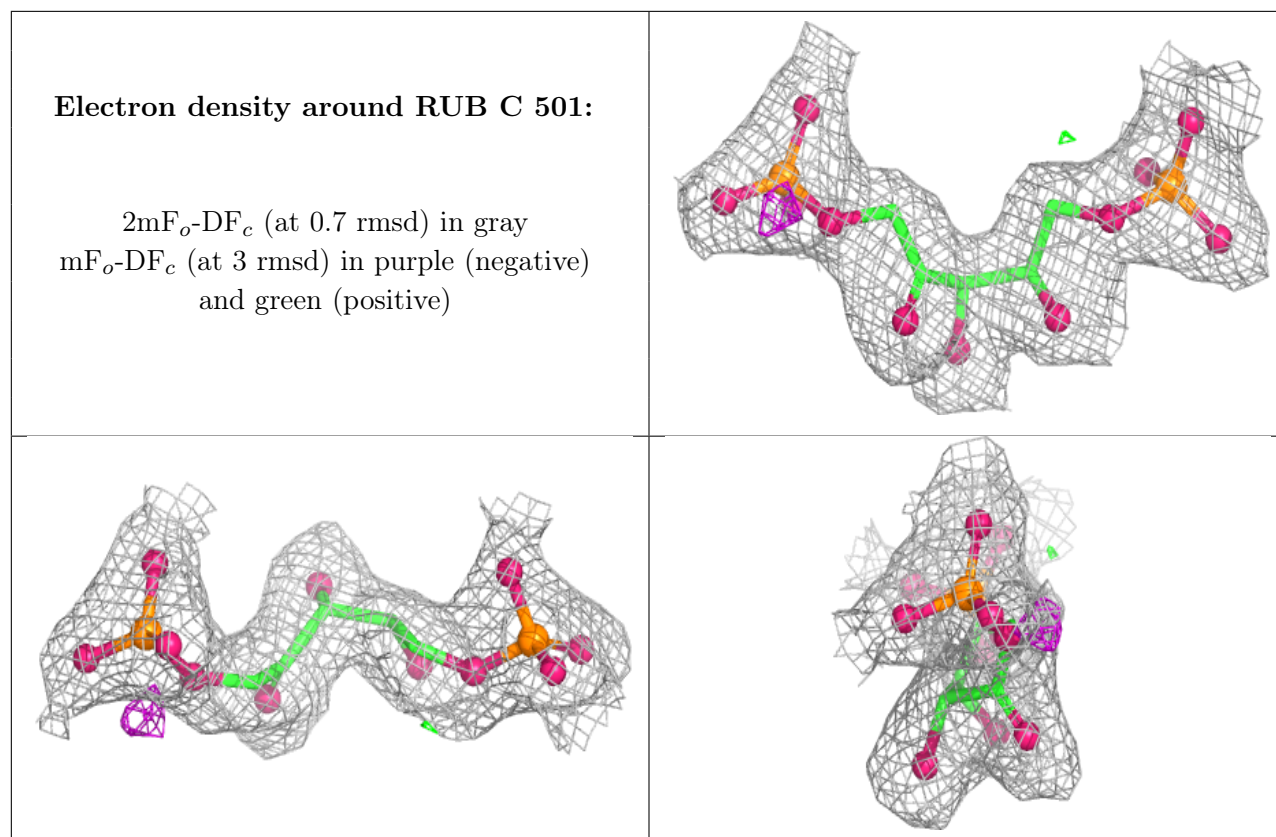 Electron density around RUB C 501:
2mFo-DFc (at 0.7 rmsd) in gray
mFo-DFc (at 3 rmsd) in purple (negative)
and green (positive)